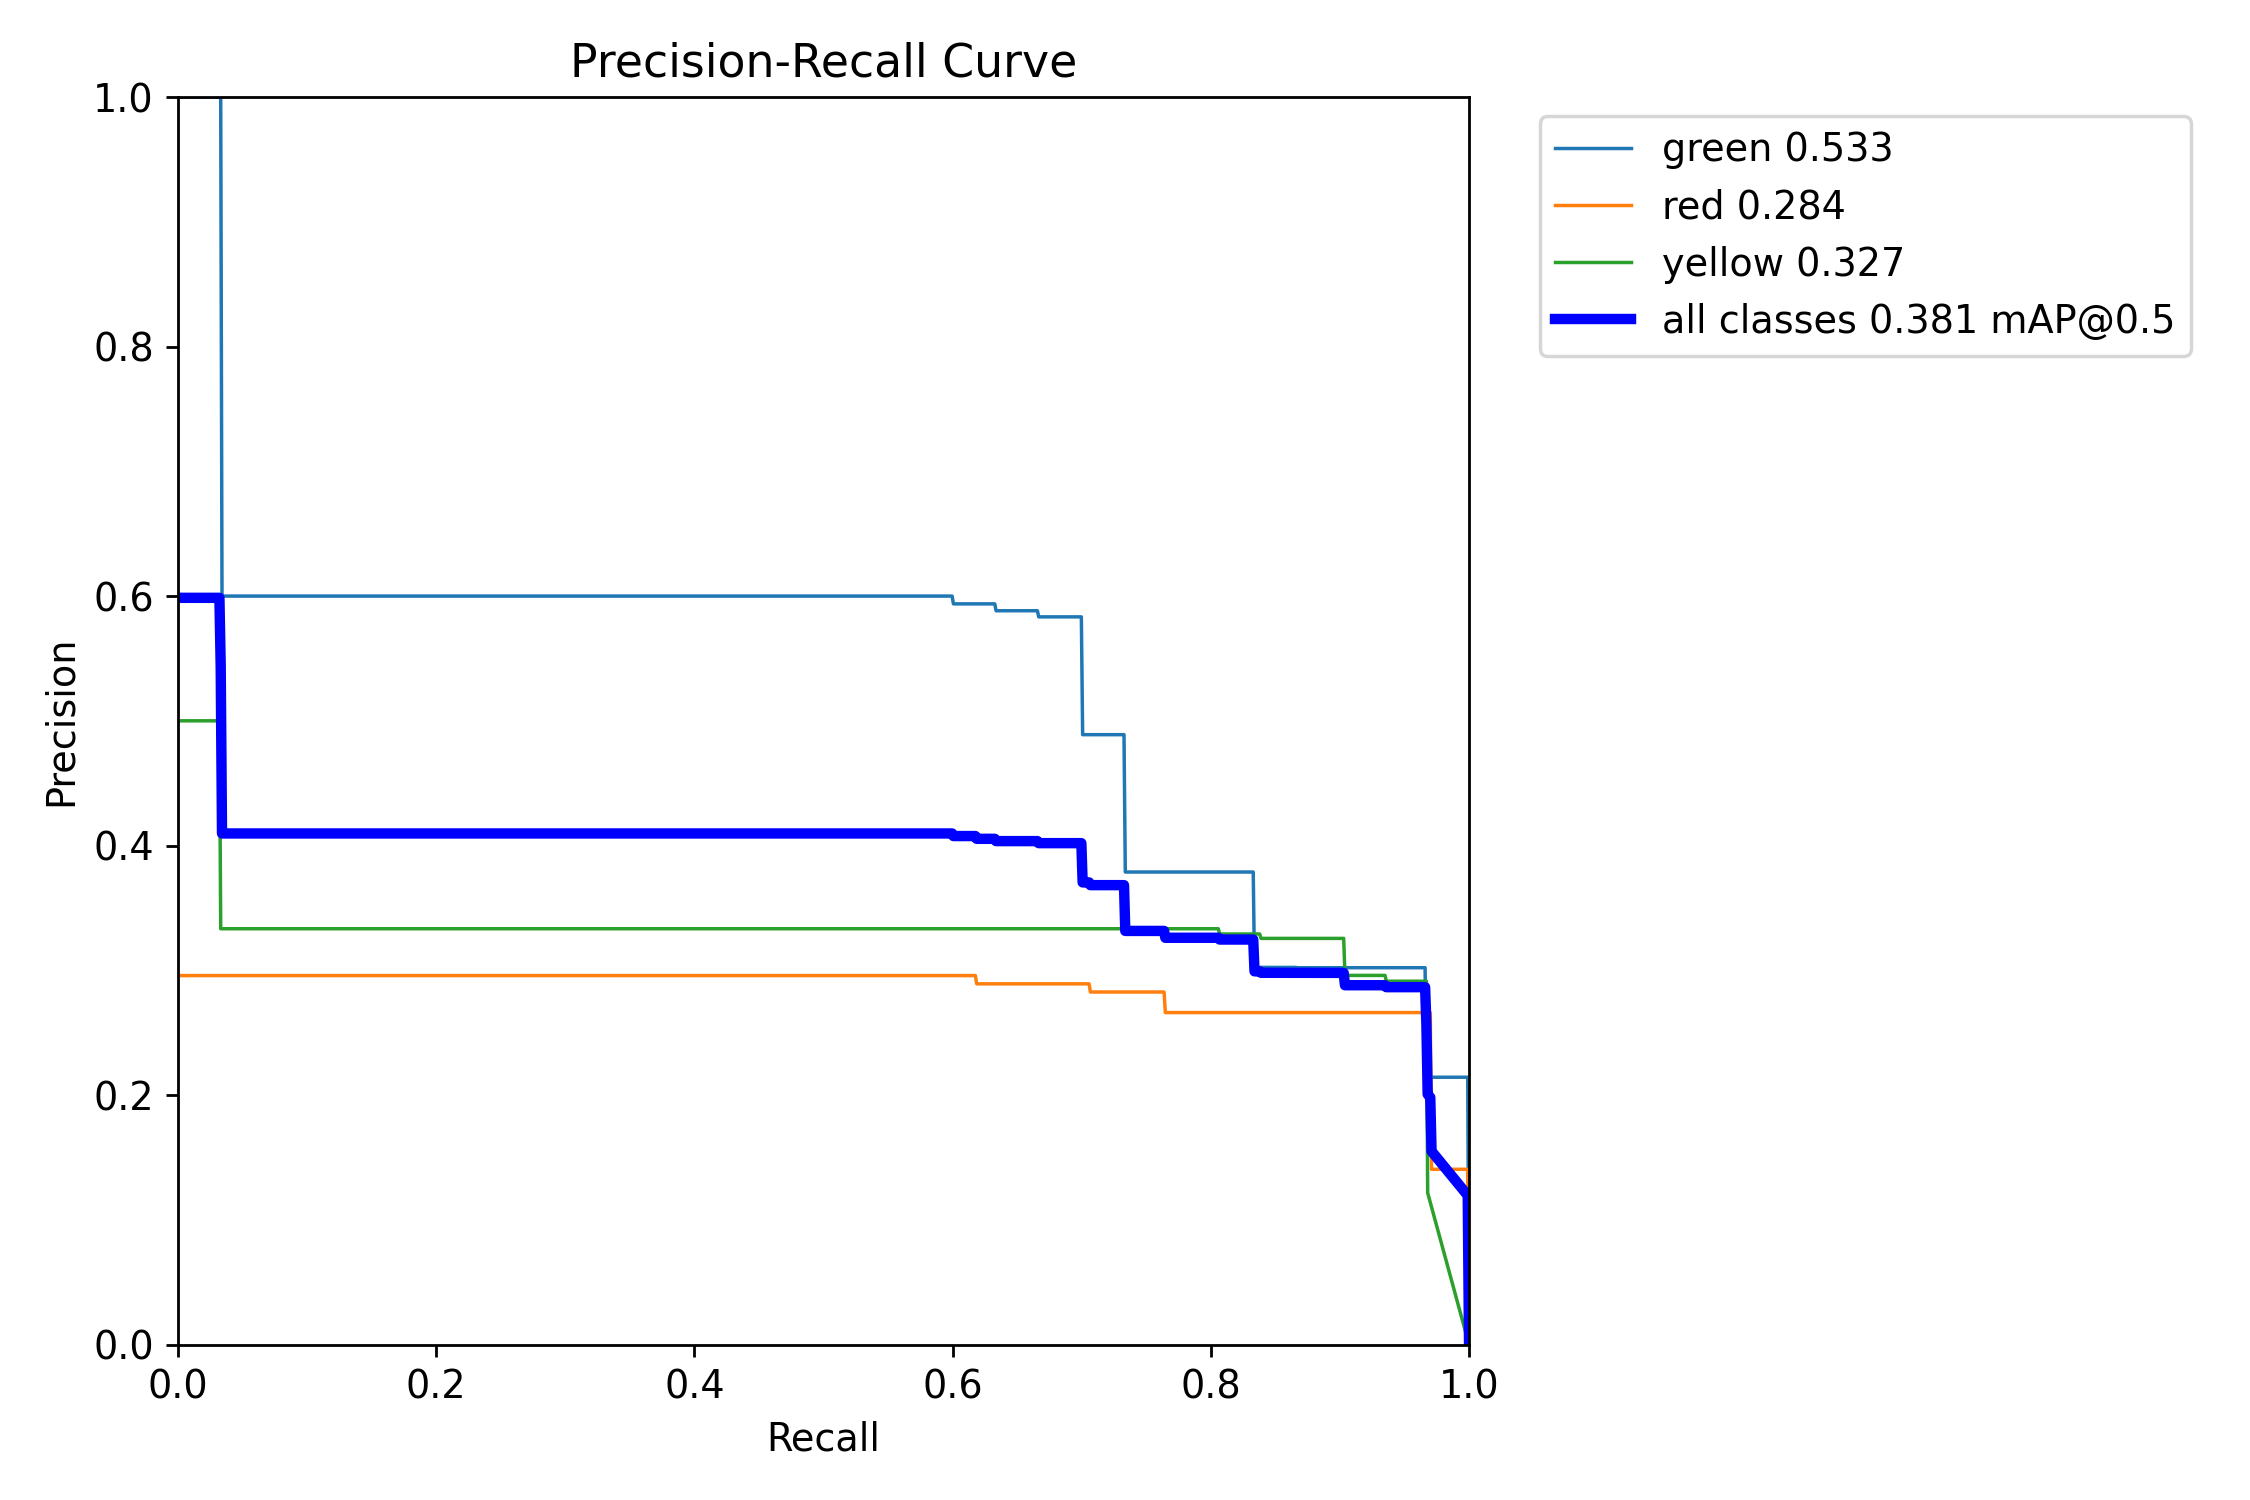 Precision-Recall Curve
1.0
0.8
0.6
0.4
0.2
0.0
Precision
0.0 0.2 0.4 0.6 0.8 1.0
Recall
green 0.533
red 0.284
yellow 0.327
all classes 0.381 mAP@0.5